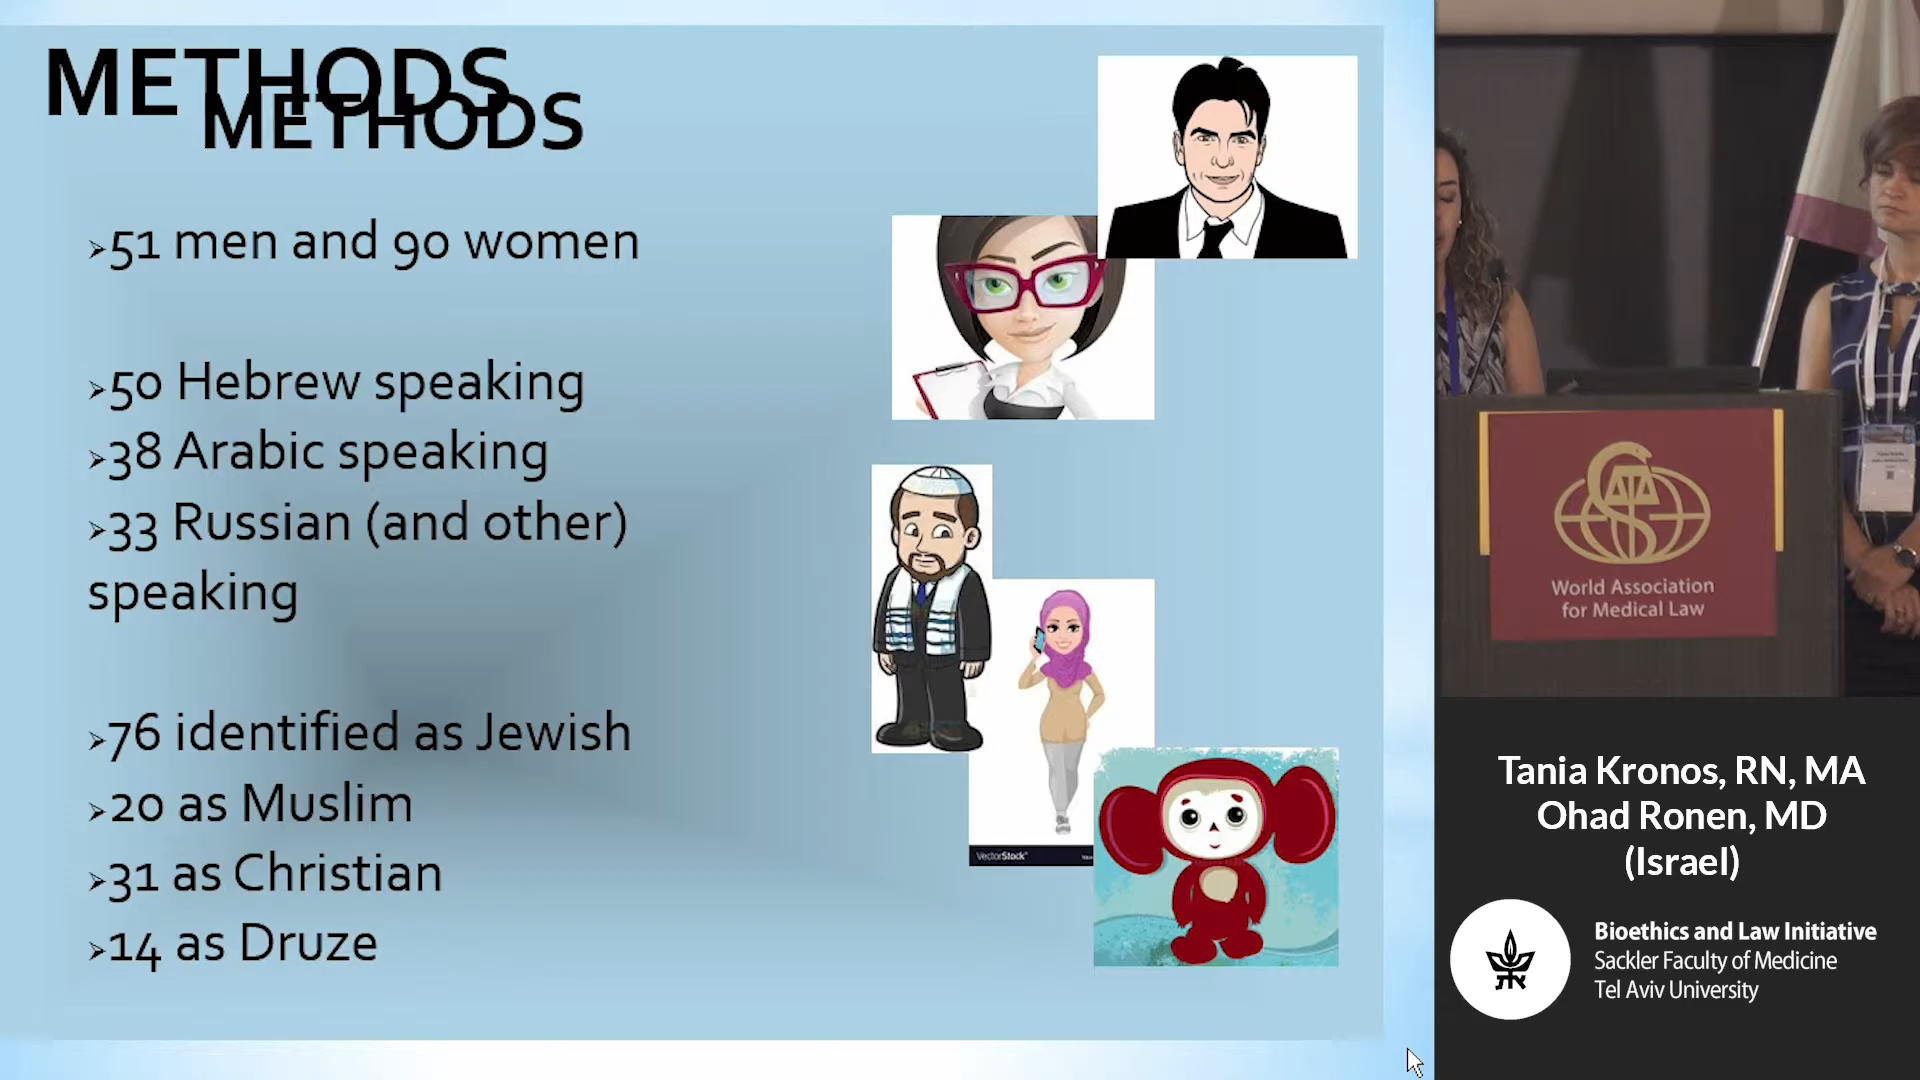 METHODS
METHODS
➢51 men and 90 women
➢50 Hebrew speaking
➢38 Arabic speaking
➢33 Russian (and other)
speaking
➢76 identified as Jewish
➢20 as Muslim
➢31 as Christian
➢14 as Druze
VectorStock
World Association
for Medical Law
Tania Kronos, RN, MA
Ohad Ronen, MD
(Israel)
Bioethics and Law Initiative
Sackler Faculty of Medicine
Tel Aviv University